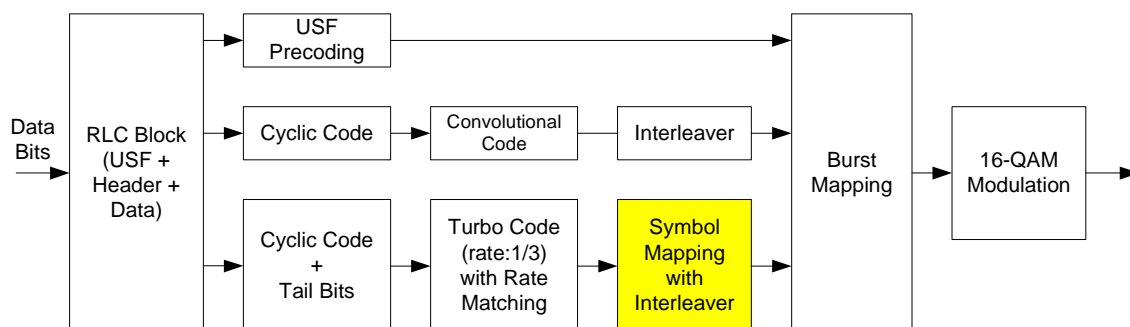 Data
Bits
RLC Block
(USF +
Header +
Data)
USF
Precoding
Cyclic Code
Convolutional
Code
Interleaver
Cyclic Code
+
Tail Bits
Turbo Code
(rate:1/3)
with Rate
Matching
Symbol
Mapping
with
Interleaver
Burst
Mapping
16-QAM
Modulation